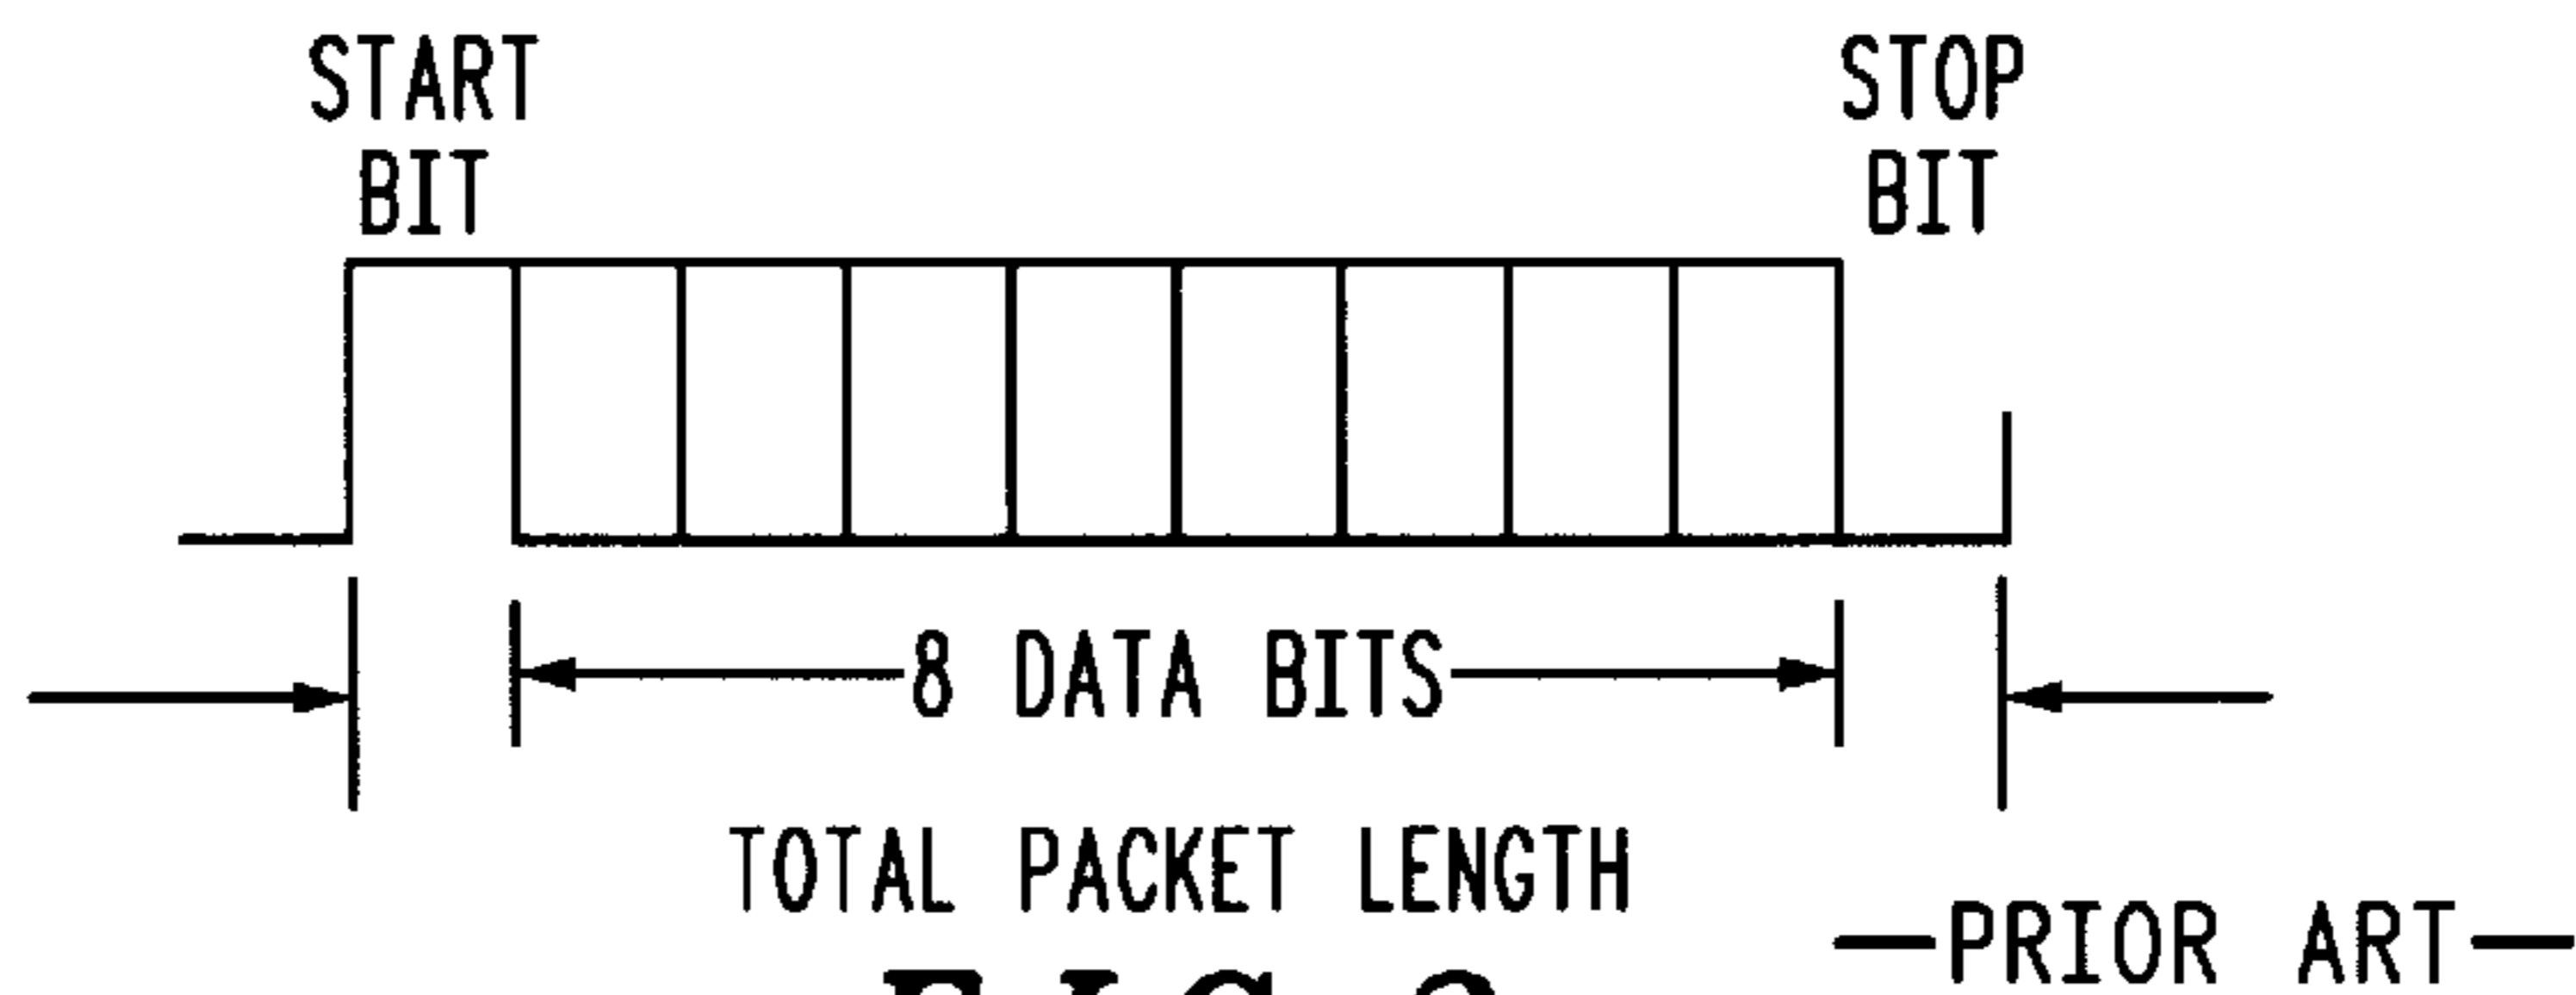 START
BIT
STOP
BIT
8 DATA BITS
TOTAL PACKET LENGTH
—PRIOR ART—